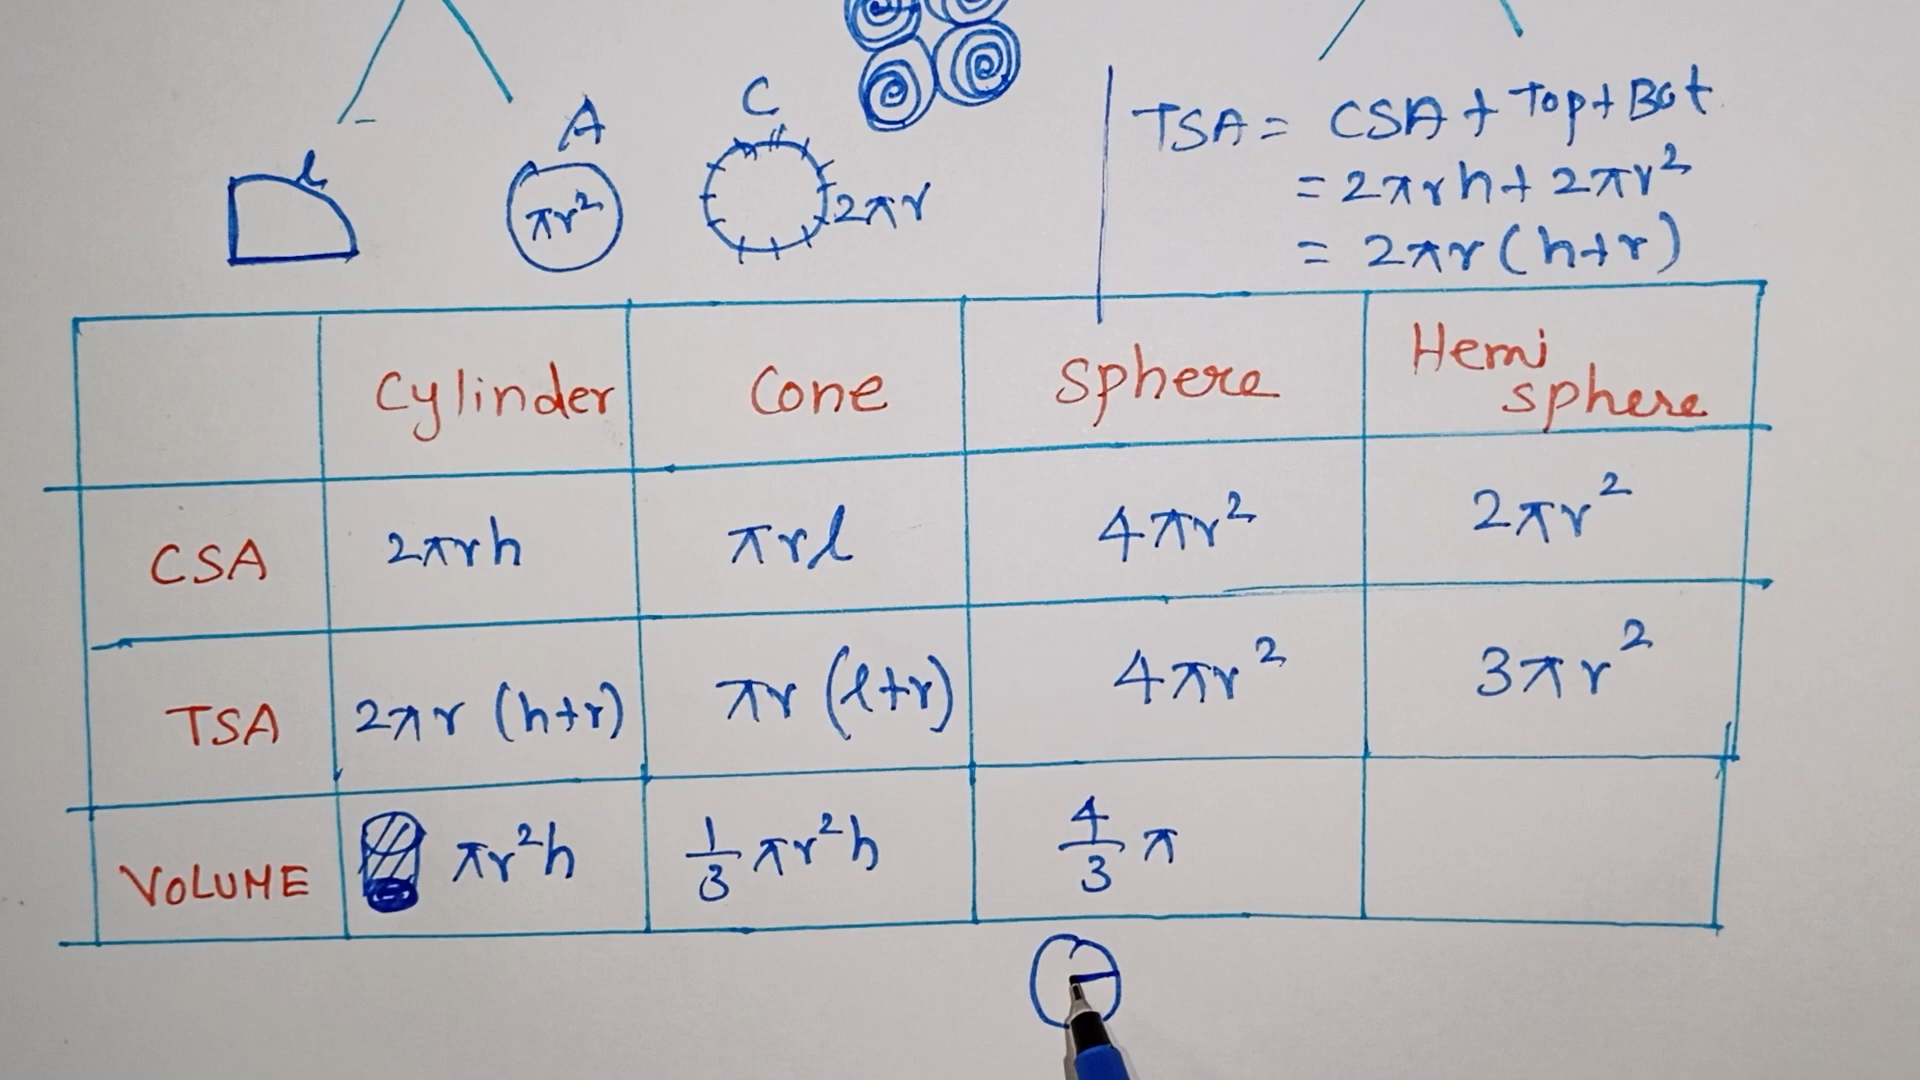 A
C
l
πr²
2πr
TSA = CSA + Top + Bot
= 2πrh + 2πr²
= 2πr (h+r)
Cylinder Cone Sphere Hemi sphere
CSA 2πrh πrl 4πr² 2πr²
TSA 2πr (h+r) πr (l+r) 4πr² 3πr²
VOLUME πr²h 1/3 πr²h 4/3 π